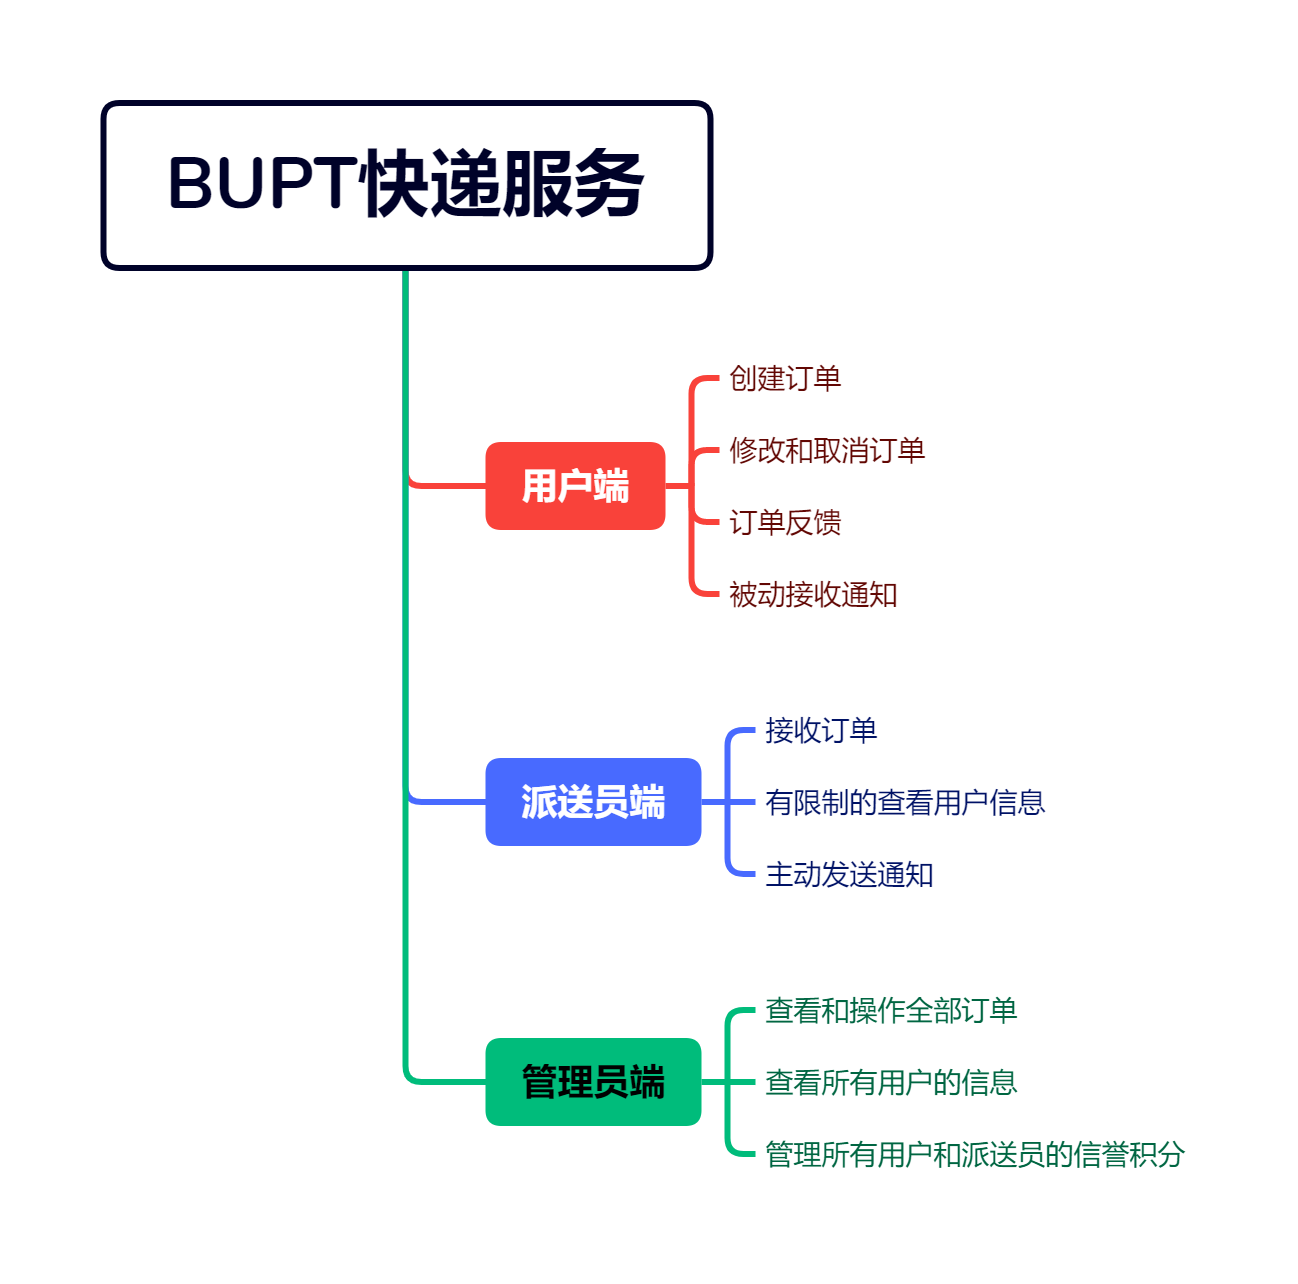 BUPT快递服务
用户端
创建订单
修改和取消订单
订单反馈
被动接收通知
派送员端
接收订单
有限制的查看用户信息
主动发送通知
管理员端
查看和操作全部订单
查看所有用户的信息
管理所有用户和派送员的信誉积分